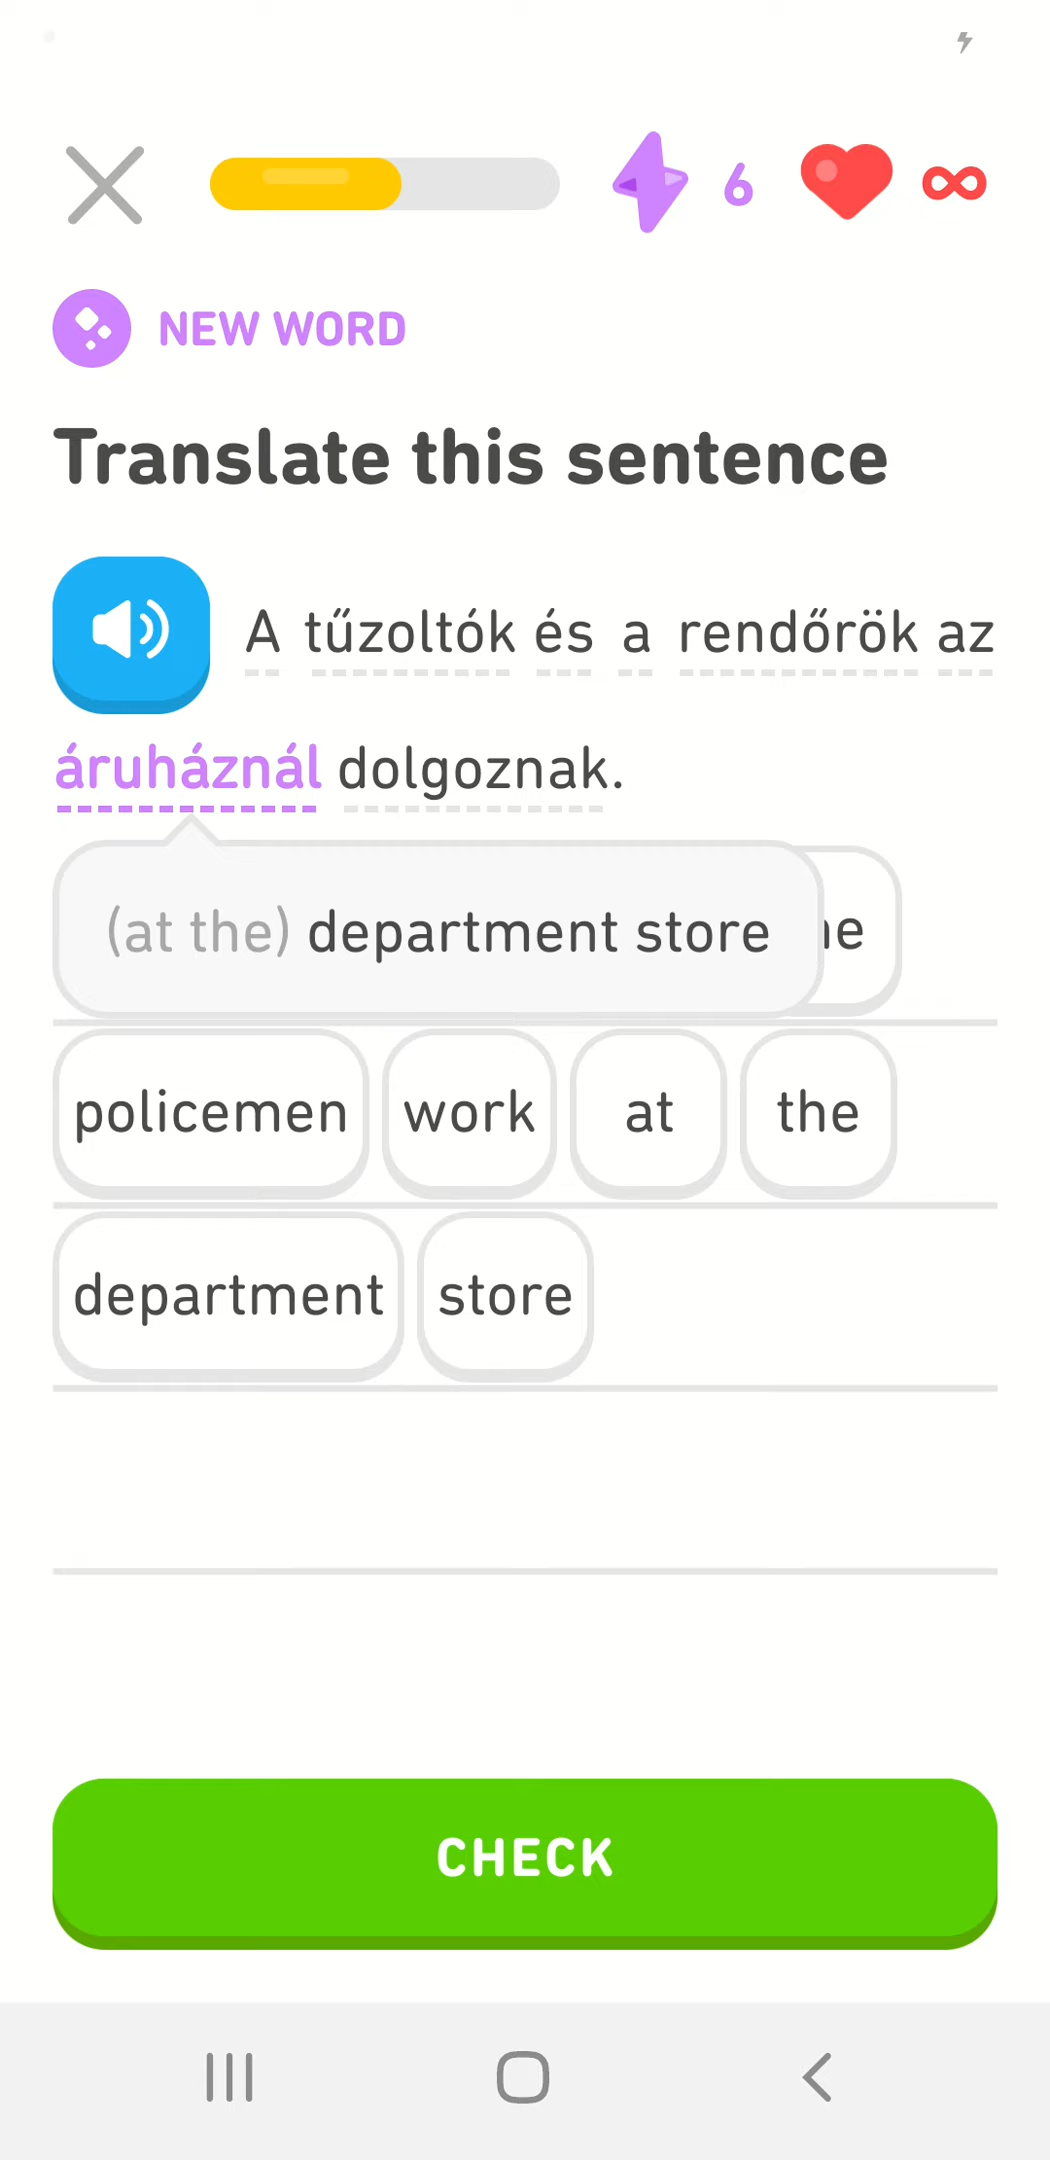 6
NEW WORD
Translate this sentence
A tűzoltók és a rendőrök az
áruháznál dolgoznak.
(at the) department store
policemen work at the
department store
CHECK